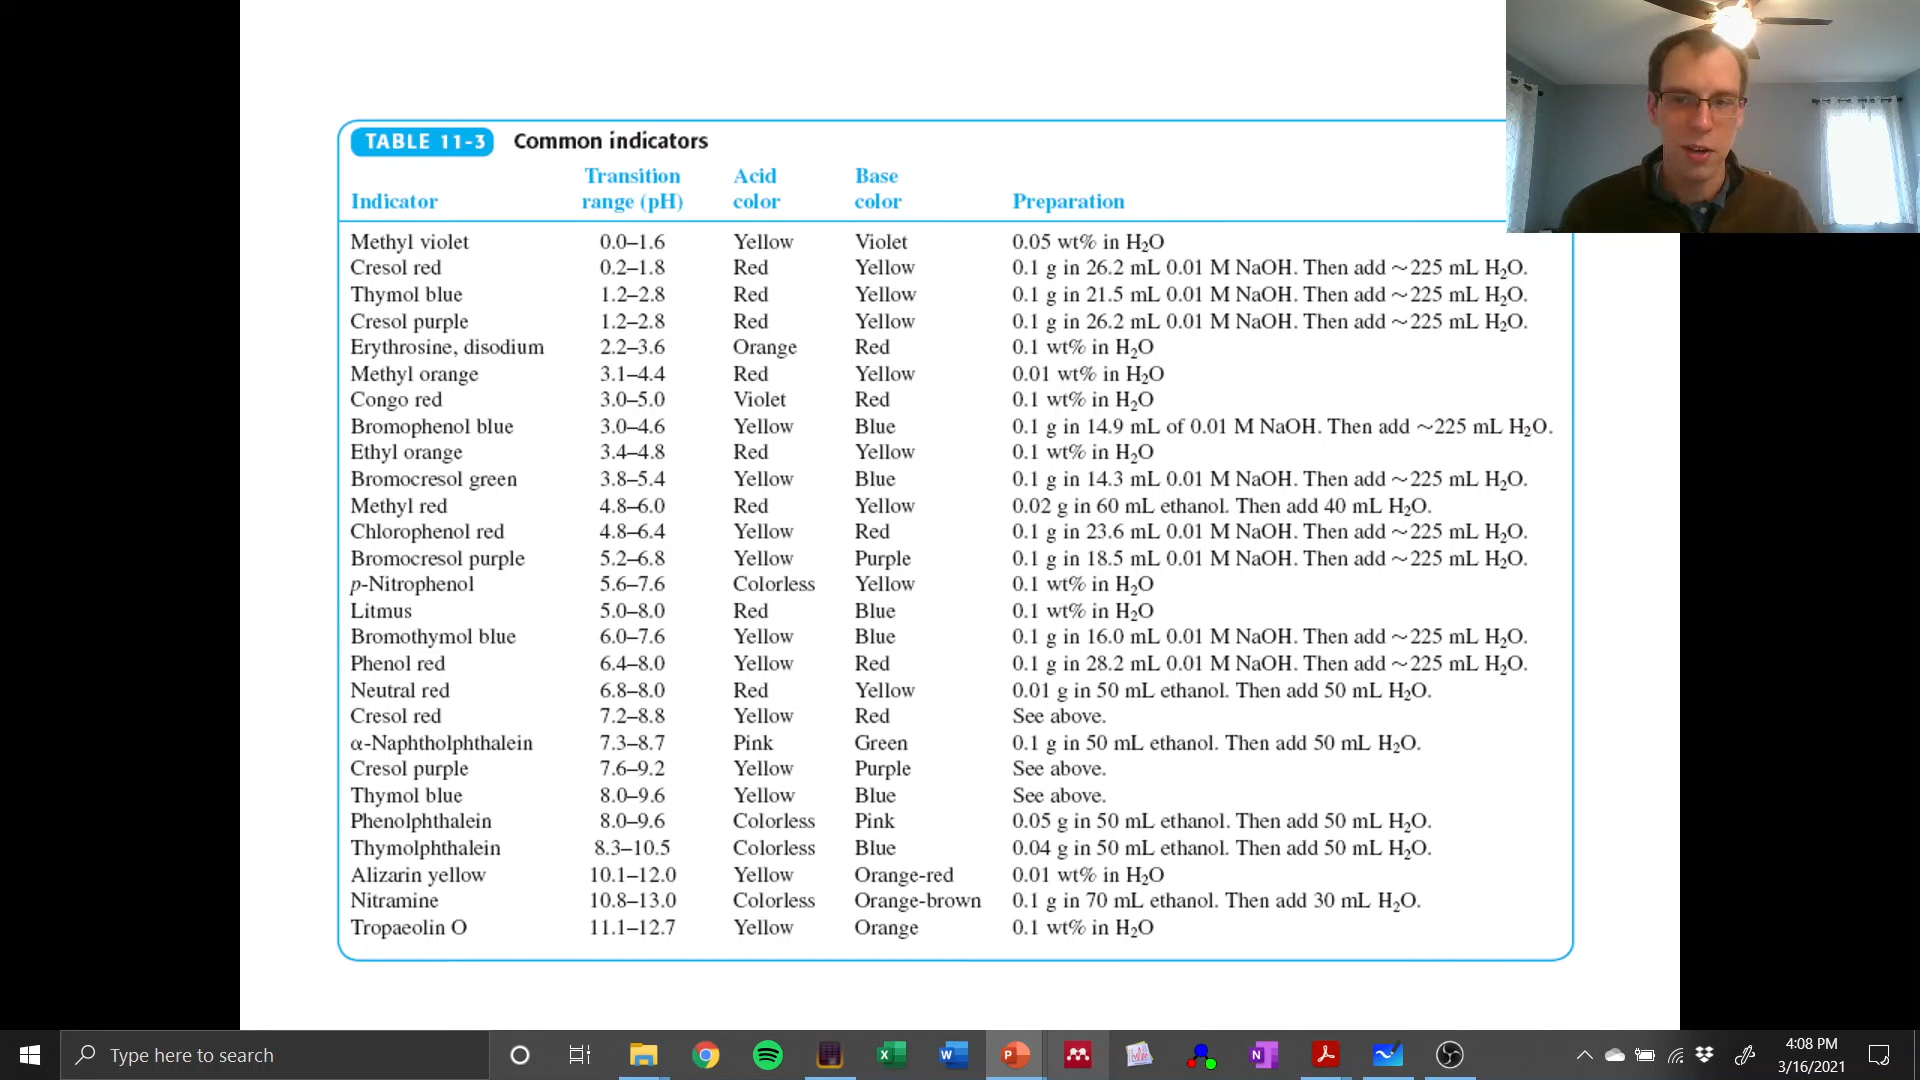 TABLE 11-3 Common indicators
Transition Acid Base
Indicator range (pH) color color Preparation
Methyl violet 0.0–1.6 Yellow Violet 0.05 wt% in H₂O
Cresol red 0.2–1.8 Red Yellow 0.1 g in 26.2 mL 0.01 M NaOH. Then add ~225 mL H₂O.
Thymol blue 1.2–2.8 Red Yellow 0.1 g in 21.5 mL 0.01 M NaOH. Then add ~225 mL H₂O.
Cresol purple 1.2–2.8 Red Yellow 0.1 g in 26.2 mL 0.01 M NaOH. Then add ~225 mL H₂O.
Erythrosine, disodium 2.2–3.6 Orange Red 0.1 wt% in H₂O
Methyl orange 3.1–4.4 Red Yellow 0.01 wt% in H₂O
Congo red 3.0–5.0 Violet Red 0.1 wt% in H₂O
Bromophenol blue 3.0–4.6 Yellow Blue 0.1 g in 14.9 mL of 0.01 M NaOH. Then add ~225 mL H₂O.
Ethyl orange 3.4–4.8 Red Yellow 0.1 wt% in H₂O
Bromocresol green 3.8–5.4 Yellow Blue 0.1 g in 14.3 mL 0.01 M NaOH. Then add ~225 mL H₂O.
Methyl red 4.8–6.0 Red Yellow 0.02 g in 60 mL ethanol. Then add 40 mL H₂O.
Chlorophenol red 4.8–6.4 Yellow Red 0.1 g in 23.6 mL 0.01 M NaOH. Then add ~225 mL H₂O.
Bromocresol purple 5.2–6.8 Yellow Purple 0.1 g in 18.5 mL 0.01 M NaOH. Then add ~225 mL H₂O.
p-Nitrophenol 5.6–7.6 Colorless Yellow 0.1 wt% in H₂O
Litmus 5.0–8.0 Red Blue 0.1 wt% in H₂O
Bromothymol blue 6.0–7.6 Yellow Blue 0.1 g in 16.0 mL 0.01 M NaOH. Then add ~225 mL H₂O.
Phenol red 6.4–8.0 Yellow Red 0.1 g in 28.2 mL 0.01 M NaOH. Then add ~225 mL H₂O.
Neutral red 6.8–8.0 Red Yellow 0.01 g in 50 mL ethanol. Then add 50 mL H₂O.
Cresol red 7.2–8.8 Yellow Red See above.
α-Naphtholphthalein 7.3–8.7 Pink Green 0.1 g in 50 mL ethanol. Then add 50 mL H₂O.
Cresol purple 7.6–9.2 Yellow Purple See above.
Thymol blue 8.0–9.6 Yellow Blue See above.
Phenolphthalein 8.0–9.6 Colorless Pink 0.05 g in 50 mL ethanol. Then add 50 mL H₂O.
Thymolphthalein 8.3–10.5 Colorless Blue 0.04 g in 50 mL ethanol. Then add 50 mL H₂O.
Alizarin yellow 10.1–12.0 Yellow Orange-red 0.01 wt% in H₂O
Nitramine 10.8–13.0 Colorless Orange-brown 0.1 g in 70 mL ethanol. Then add 30 mL H₂O.
Tropaeolin O 11.1–12.7 Yellow Orange 0.1 wt% in H₂O
Type here to search
4:08 PM
3/16/2021